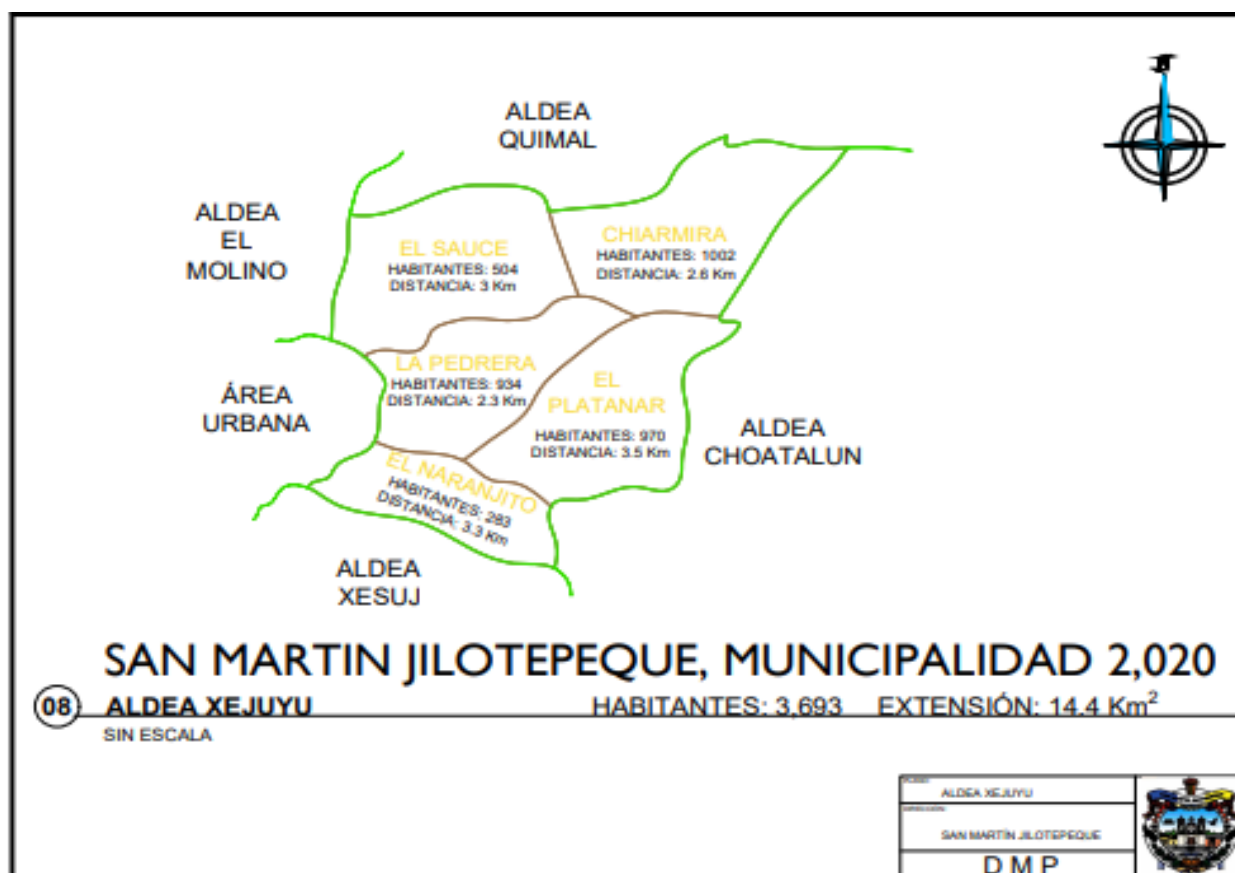 ALDEA
QUIMAL
ALDEA
EL
MOLINO
EL SAUCE
HABITANTES: 504
DISTANCIA: 3 Km
CHIARMIRA
HABITANTES: 1002
DISTANCIA: 2.6 Km
LA PEDRERA
HABITANTES: 934
DISTANCIA: 2.3 Km
EL
PLATANAR
HABITANTES: 970
DISTANCIA: 3.5 Km
ÁREA
URBANA
ALDEA
CHOATALUN
EL NARANJITO
HABITANTES: 283
DISTANCIA: 3.3 Km
ALDEA
XESUJ
SAN MARTIN JILOTEPEQUE, MUNICIPALIDAD 2,020
08 ALDEA XEJUYU HABITANTES: 3,693 EXTENSIÓN: 14.4 Km²
SIN ESCALA
ALDEA XEJUYU
SAN MARTÍN JILOTEPEQUE
D M P